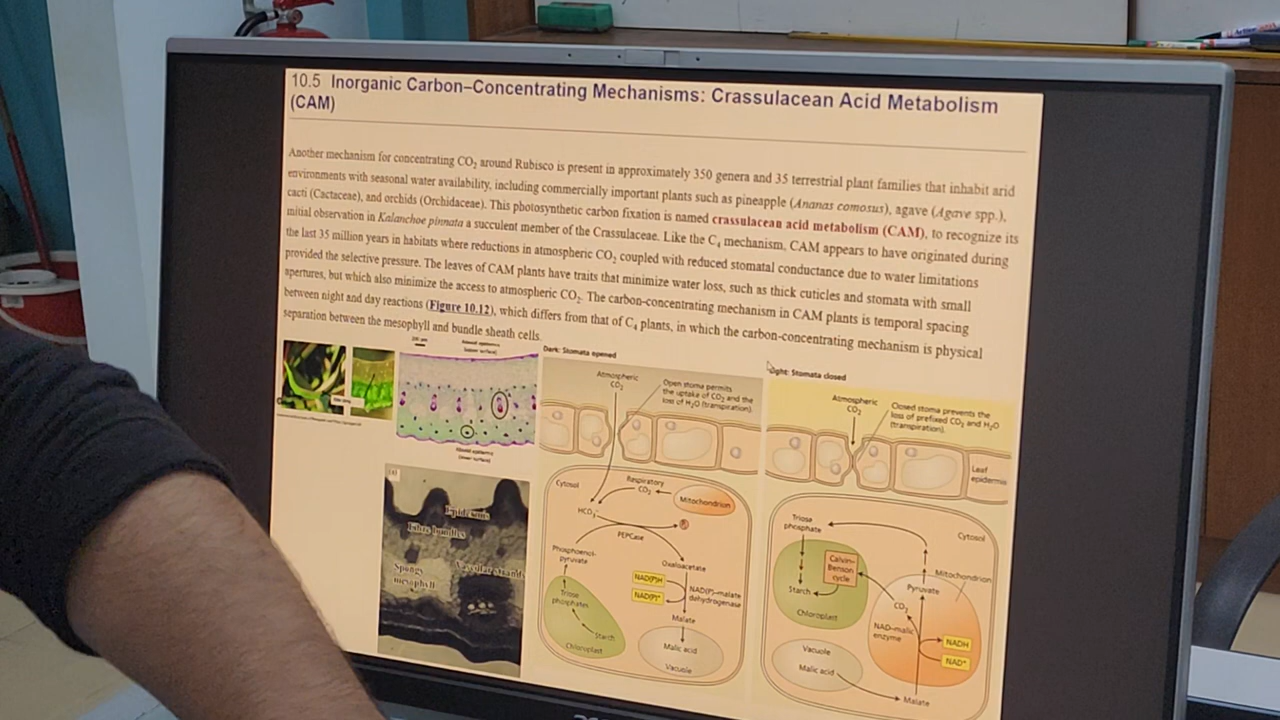 10.5 Inorganic Carbon–Concentrating Mechanisms: Crassulacean Acid Metabolism
(CAM)
Another mechanism for concentrating CO₂ around Rubisco is present in approximately 350 genera and 35 terrestrial plant families that inhabit arid
environments with seasonal water availability, including commercially important plants such as pineapple (Ananas comosus), agave (Agave spp.),
cacti (Cactaceae), and orchids (Orchidaceae). This photosynthetic carbon fixation is named crassulacean acid metabolism (CAM), to recognize its
initial observation in Kalanchoe pinnata a succulent member of the Crassulaceae. Like the C₄ mechanism, CAM appears to have originated during
the last 35 million years in habitats where reductions in atmospheric CO₂ coupled with reduced stomatal conductance due to water limitations
provided the selective pressure. The leaves of CAM plants have traits that minimize water loss, such as thick cuticles and stomata with small
apertures, but which also minimize the access to atmospheric CO₂. The carbon-concentrating mechanism in CAM plants is temporal spacing
between night and day reactions (Figure 10.12), which differs from that of C₄ plants, in which the carbon-concentrating mechanism is physical
separation between the mesophyll and bundle sheath cells.
Epidermis
Fibre bundles
Spongy
mesophyll
Vascular strands
Dark: Stomata opened
Atmospheric
CO₂
Open stoma permits
the uptake of CO₂ and the
loss of H₂O (transpiration).
Cytosol
Respiratory
CO₂
Mitochondrion
HCO₃⁻
PEPCase
Pᵢ
Phosphoenol-
pyruvate
Oxaloacetate
NAD(P)H
NAD(P)⁺
NAD(P)–malate
dehydrogenase
Triose
phosphates
Malate
Starch
Chloroplast
Malic acid
Vacuole
Light: Stomata closed
Atmospheric
CO₂
Closed stoma prevents the
loss of prefixed CO₂ and H₂O
(transpiration).
Leaf
epidermis
Triose
phosphate
Cytosol
Calvin-
Benson
cycle
Mitochondrion
Starch
Pyruvate
Chloroplast
CO₂
NAD–malic
enzyme
NADH
NAD⁺
Vacuole
Malic acid
Malate